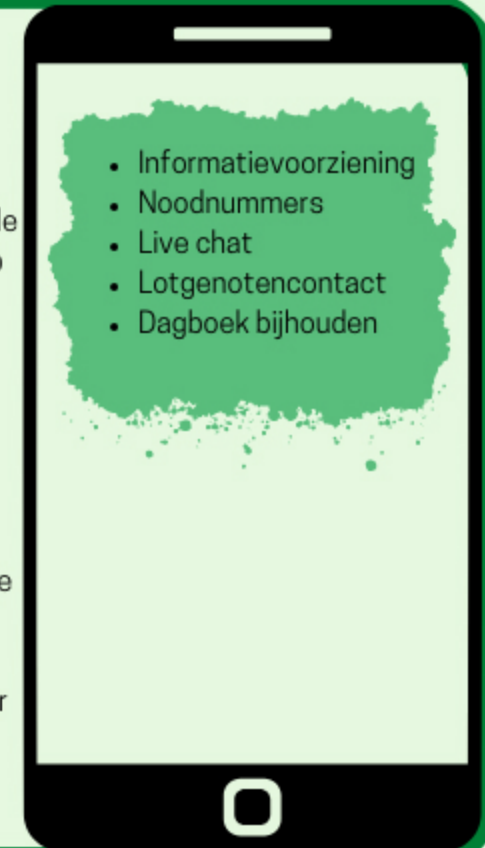 • Informatievoorziening
• Noodnummers
• Live chat
• Lotgenotencontact
• Dagboek bijhouden